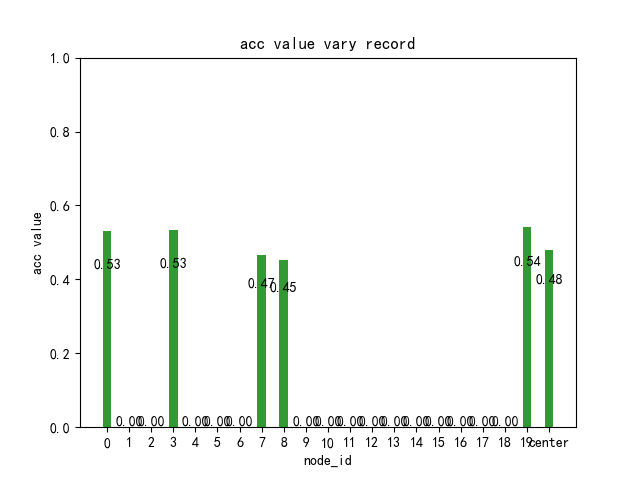 acc value vary record
1.0
0.8
0.6
0.4
0.2
0.0
acc value
0.53 0.00 0.00 0.53 0.00 0.00 0.00 0.47 0.45 0.00 0.00 0.00 0.00 0.00 0.00 0.00 0.00 0.00 0.00 0.54 0.48
0 1 2 3 4 5 6 7 8 9 10 11 12 13 14 15 16 17 18 19 center
node_id